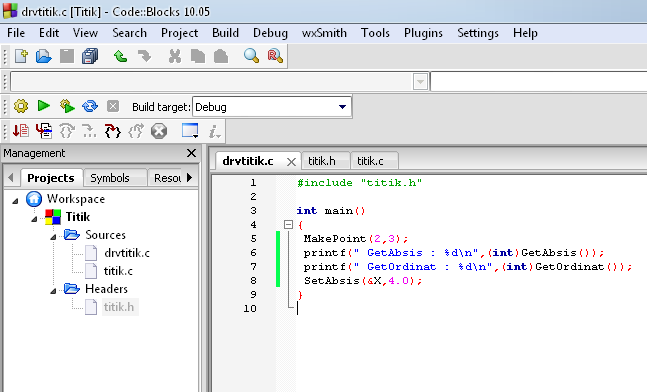 drvtitik.c [Titik] - Code::Blocks 10.05
File Edit View Search Project Build Debug wxSmith Tools Plugins Settings Help
Build target: Debug
Management
Projects Symbols Resou
Workspace
Titik
Sources
drvtitik.c
titik.c
Headers
titik.h
drvtitik.c titik.h titik.c
1 #include "titik.h"
2
3 int main()
4 {
5 MakePoint(2,3);
6 printf(" GetAbsis : %d\n",(int)GetAbsis());
7 printf(" GetOrdinat : %d\n",(int)GetOrdinat());
8 SetAbsis(&X,4.0);
9 }
10